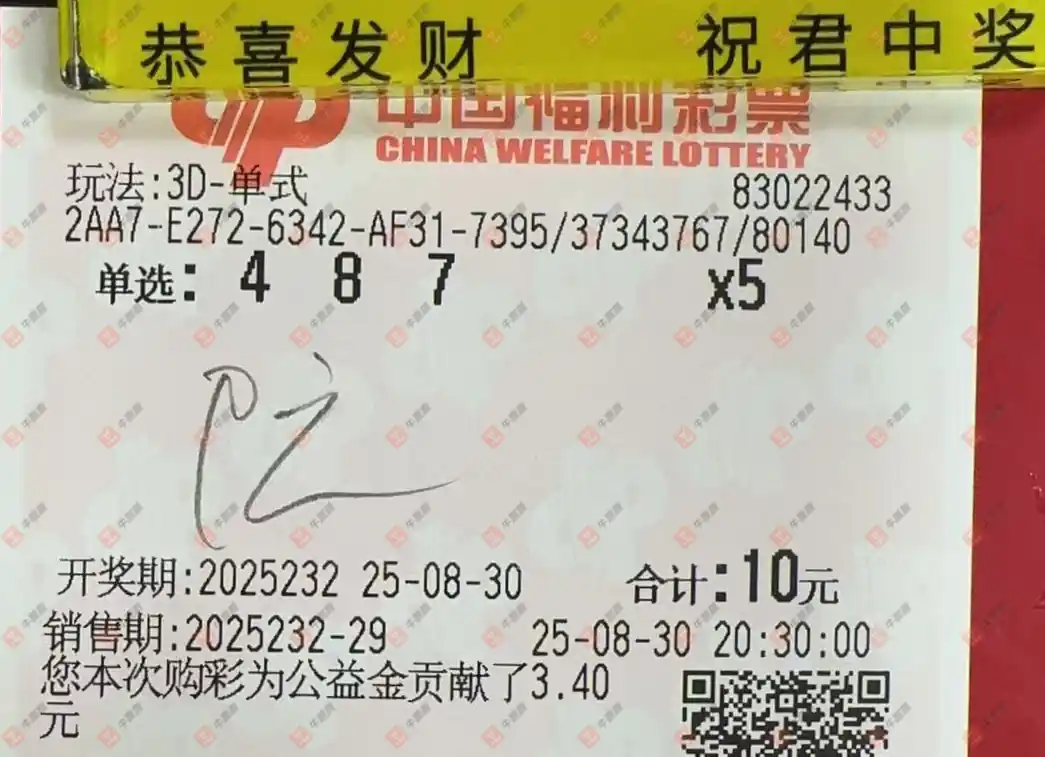 恭喜发财 祝君中奖
中国福利彩票
CHINA WELFARE LOTTERY
玩法:3D-单式 83022433
2AA7-E272-6342-AF31-7395/37343767/80140
单选: 4 8 7 x5
开奖期:2025232 25-08-30 合计:10元
销售期:2025232-29 25-08-30 20:30:00
您本次购彩为公益金贡献了3.40
元